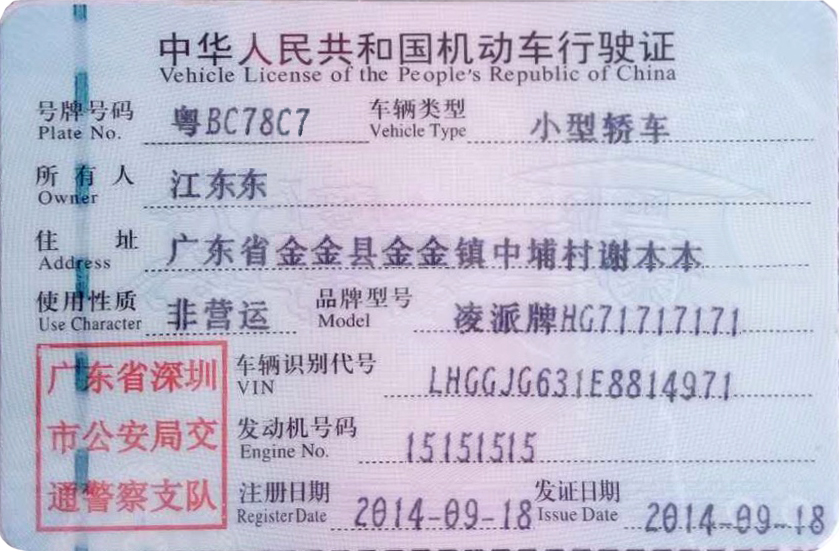 中华人民共和国机动车行驶证
Vehicle License of the People's Republic of China
号牌号码 粤BC78C7 车辆类型 小型轿车
Plate No. Vehicle Type
所有人 江东东
Owner
住址 广东省金金县金金镇中埔村谢本本
Address
使用性质 非营运 品牌型号 凌派牌HG71717171
Use Character Model
广东省深圳 车辆识别代号 LHGGJG631E8814971
VIN
市公安局交 发动机号码 15151515
Engine No.
通警察支队 注册日期 2014-09-18 发证日期 2014-09-18
Register Date Issue Date